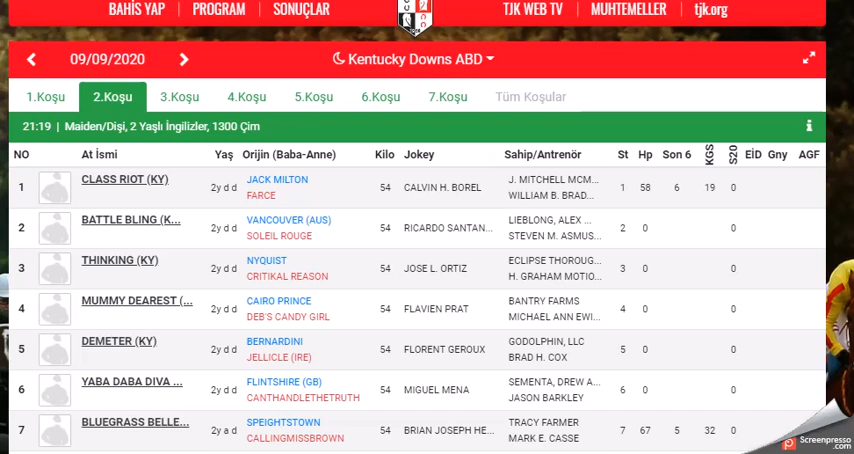 BAHİS YAP PROGRAM SONUÇLAR TJK WEB TV MUHTEMELLER tjk.org
09/09/2020 Kentucky Downs ABD
1.Koşu 2.Koşu 3.Koşu 4.Koşu 5.Koşu 6.Koşu 7.Koşu Tüm Koşular
21:19 | Maiden/Dişi, 2 Yaşlı İngilizler, 1300 Çim
NO At İsmi Yaş Orijin (Baba-Anne) Kilo Jokey Sahip/Antrenör St Hp Son 6 KGS S20 EİD Gny AGF
1 CLASS RIOT (KY) 2y d d JACK MILTON 54 CALVIN H. BOREL J. MITCHELL MCM... 1 58 6 19 0
FARCE WILLIAM B. BRAD...
2 BATTLE BLING (K... 2y d d VANCOUVER (AUS) 54 RICARDO SANTAN... LIEBLONG, ALEX ... 2 0 0
SOLEIL ROUGE STEVEN M. ASMUS...
3 THINKING (KY) 2y d d NYQUIST 54 JOSE L. ORTIZ ECLIPSE THOROUG... 3 0 0
CRITIKAL REASON H. GRAHAM MOTIO...
4 MUMMY DEAREST (... 2y d d CAIRO PRINCE 54 FLAVIEN PRAT BANTRY FARMS 4 0 0
DEB'S CANDY GIRL MICHAEL ANN EWI...
5 DEMETER (KY) 2y d d BERNARDINI 54 FLORENT GEROUX GODOLPHIN, LLC 5 0 0
JELLICLE (IRE) BRAD H. COX
6 YABA DABA DIVA ... 2y d d FLINTSHIRE (GB) 54 MIGUEL MENA SEMENTA, DREW A... 6 0 0
CANTHANDLETHETRUTH JASON BARKLEY
7 BLUEGRASS BELLE... 2y a d SPEIGHTSTOWN 54 BRIAN JOSEPH HE... TRACY FARMER 7 67 5 32 0
CALLINGMISSBROWN MARK E. CASSE
Screenpresso
.com